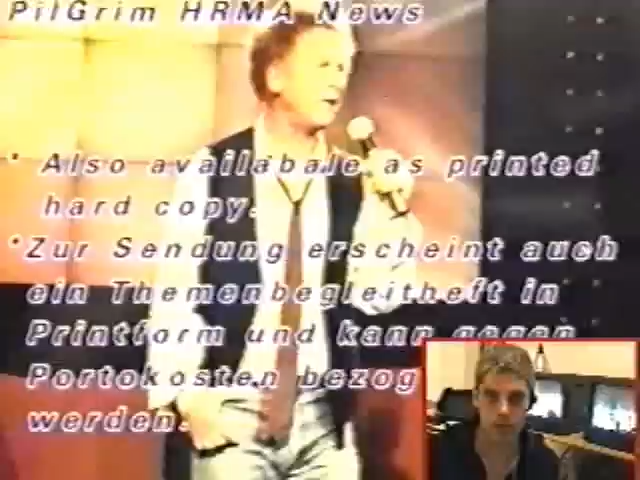 PilGrim HRMA News
* Also availabale as printed
hard copy.
*Zur Sendung erscheint auch
ein Themenbegleitheft in
Printform und kann gegen
Portokosten bezog
werden.